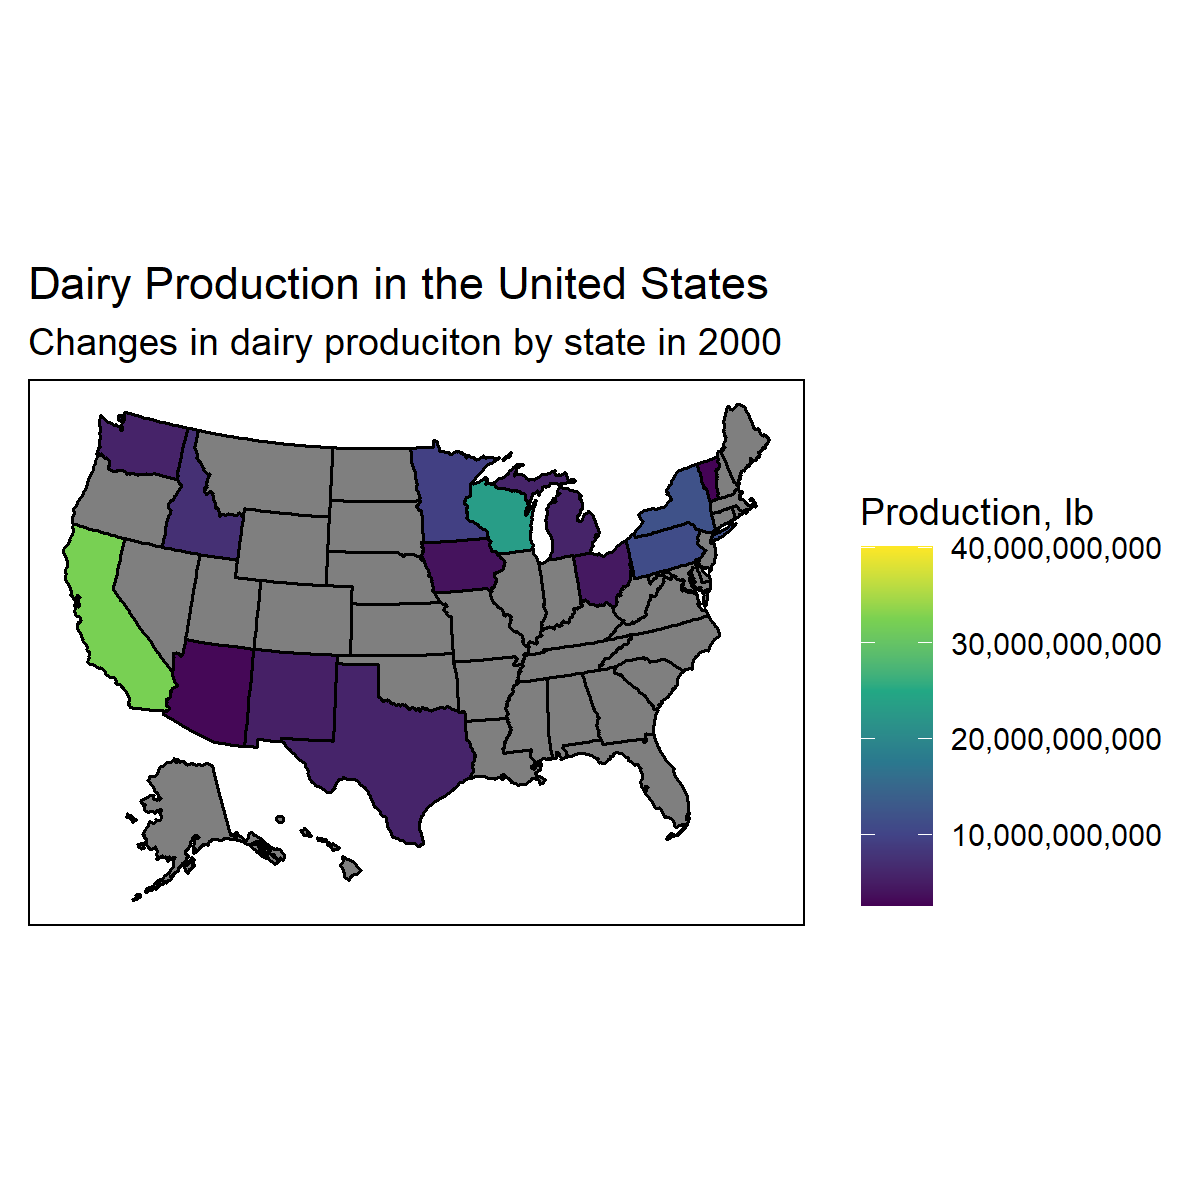 Dairy Production in the United States
Changes in dairy produciton by state in 2000
Production, lb
40,000,000,000
30,000,000,000
20,000,000,000
10,000,000,000